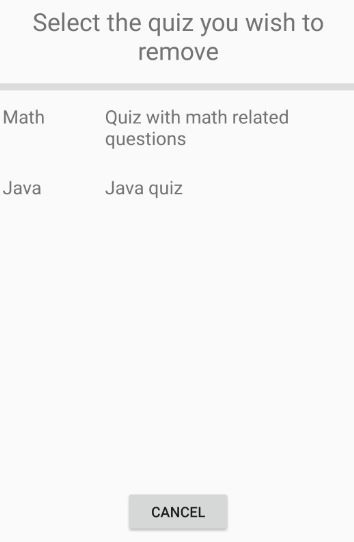 Select the quiz you wish to
remove
Math Quiz with math related
questions
Java Java quiz
CANCEL